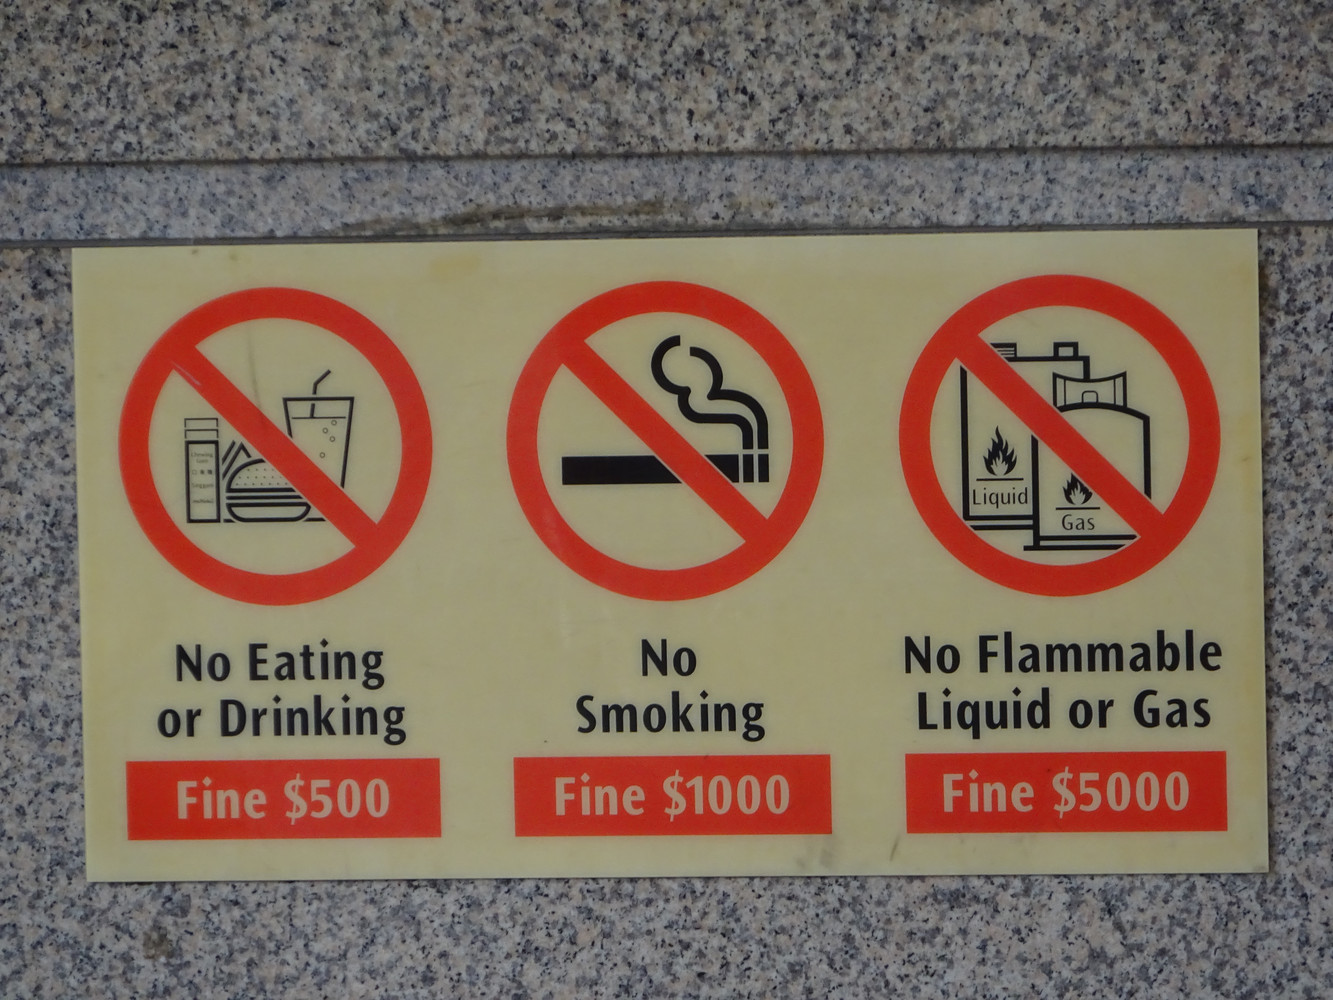 No Eating
or Drinking
Fine $500
No
Smoking
Fine $1000
Liquid
Gas
No Flammable
Liquid or Gas
Fine $5000